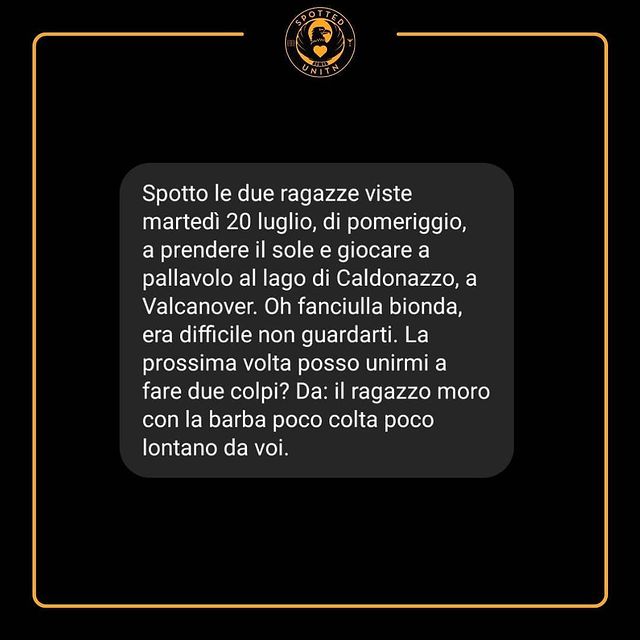 SPOTTED
UNITN
Spotto le due ragazze viste
martedì 20 luglio, di pomeriggio,
a prendere il sole e giocare a
pallavolo al lago di Caldonazzo, a
Valcanover. Oh fanciulla bionda,
era difficile non guardarti. La
prossima volta posso unirmi a
fare due colpi? Da: il ragazzo moro
con la barba poco colta poco
lontano da voi.